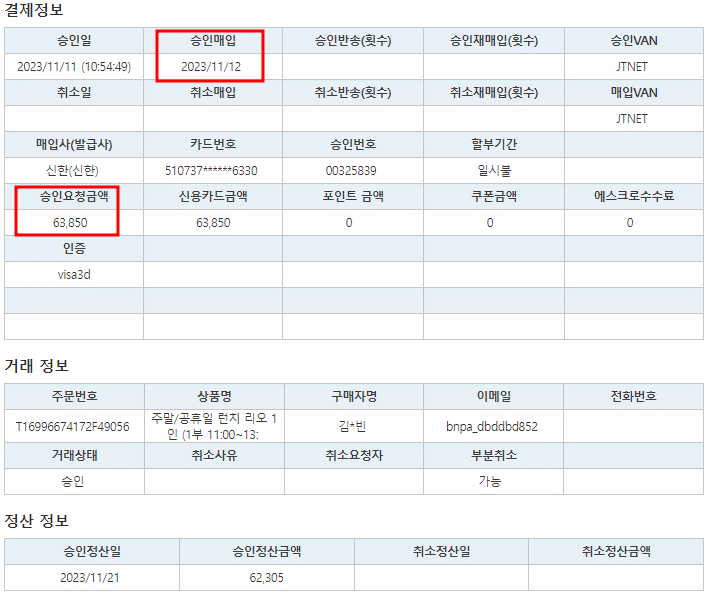 결제정보
승인일 승인매입 승인반송(횟수) 승인재매입(횟수) 승인VAN
2023/11/11 (10:54:49) 2023/11/12 JTNET
취소일 취소매입 취소반송(횟수) 취소재매입(횟수) 매입VAN
JTNET
매입사(발급사) 카드번호 승인번호 할부기간
신한(신한) 510737******6330 00325839 일시불
승인요청금액 신용카드금액 포인트 금액 쿠폰금액 에스크로수수료
63,850 63,850 0 0 0
인증
visa3d
거래 정보
주문번호 상품명 구매자명 이메일 전화번호
T16996674172F49056 주말/공휴일 런치 리오 1
인 (1부 11:00~13: 김*빈 bnpa_dbddbd852
거래상태 취소사유 취소요청자 부분취소
승인 가능
정산 정보
승인정산일 승인정산금액 취소정산일 취소정산금액
2023/11/21 62,305